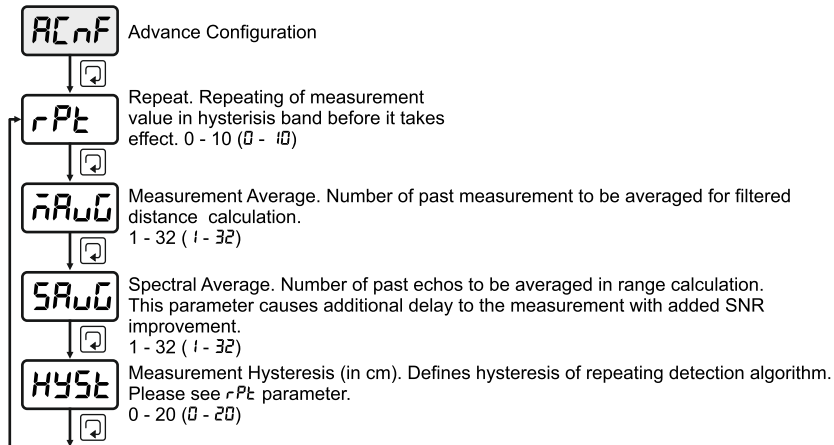 ACnF
Advance Configuration
rPt
Repeat. Repeating of measurement
value in hysterisis band before it takes
effect. 0 - 10 (0 - 10)
mAuG
Measurement Average. Number of past measurement to be averaged for filtered
distance calculation.
1 - 32 (1 - 32)
SAuG
Spectral Average. Number of past echos to be averaged in range calculation.
This parameter causes additional delay to the measurement with added SNR
improvement.
1 - 32 (1 - 32)
HYSt
Measurement Hysteresis (in cm). Defines hysteresis of repeating detection algorithm.
Please see rPt parameter.
0 - 20 (0 - 20)